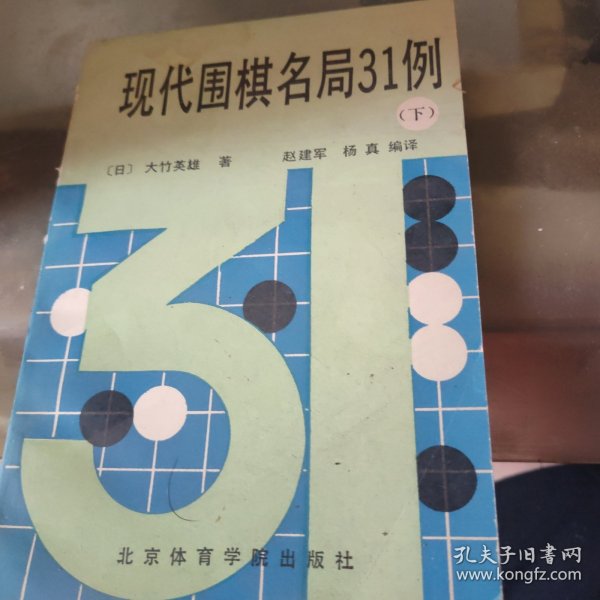 现代围棋名局31例
（下）
〔日〕 大竹英雄 著 赵建军 杨真 编译
31
北京体育学院出版社
孔夫子旧书网
www.kongfz.com